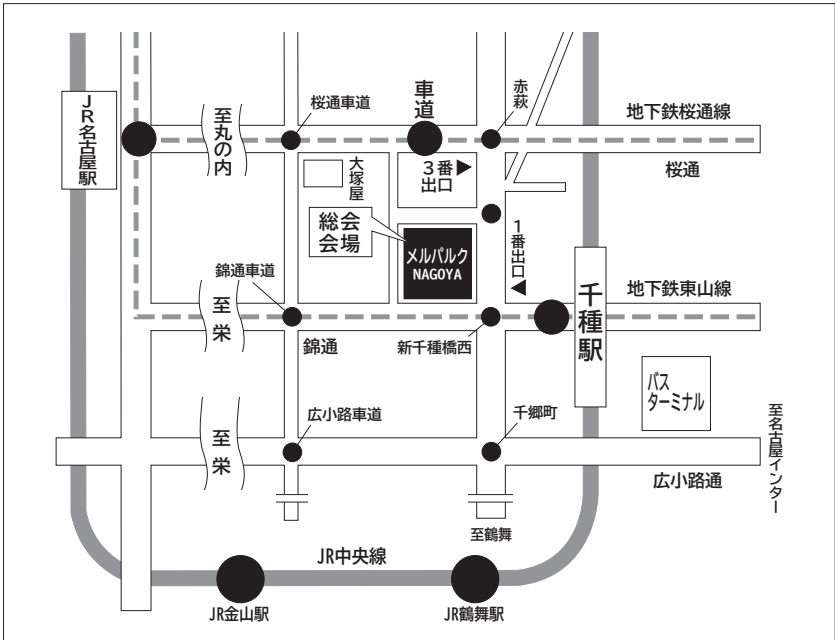 赤萩
車道
桜通車道
地下鉄桜通線
JR名古屋駅
至丸の内
桜通
大塚屋
3番
出口
総会
会場
メルパルク
NAGOYA
1番出口
錦通車道
千種駅
地下鉄東山線
至栄
錦通
新千種橋西
バス
ターミナル
広小路車道
千郷町
至名古屋インター
至栄
広小路通
至鶴舞
JR中央線
JR金山駅
JR鶴舞駅